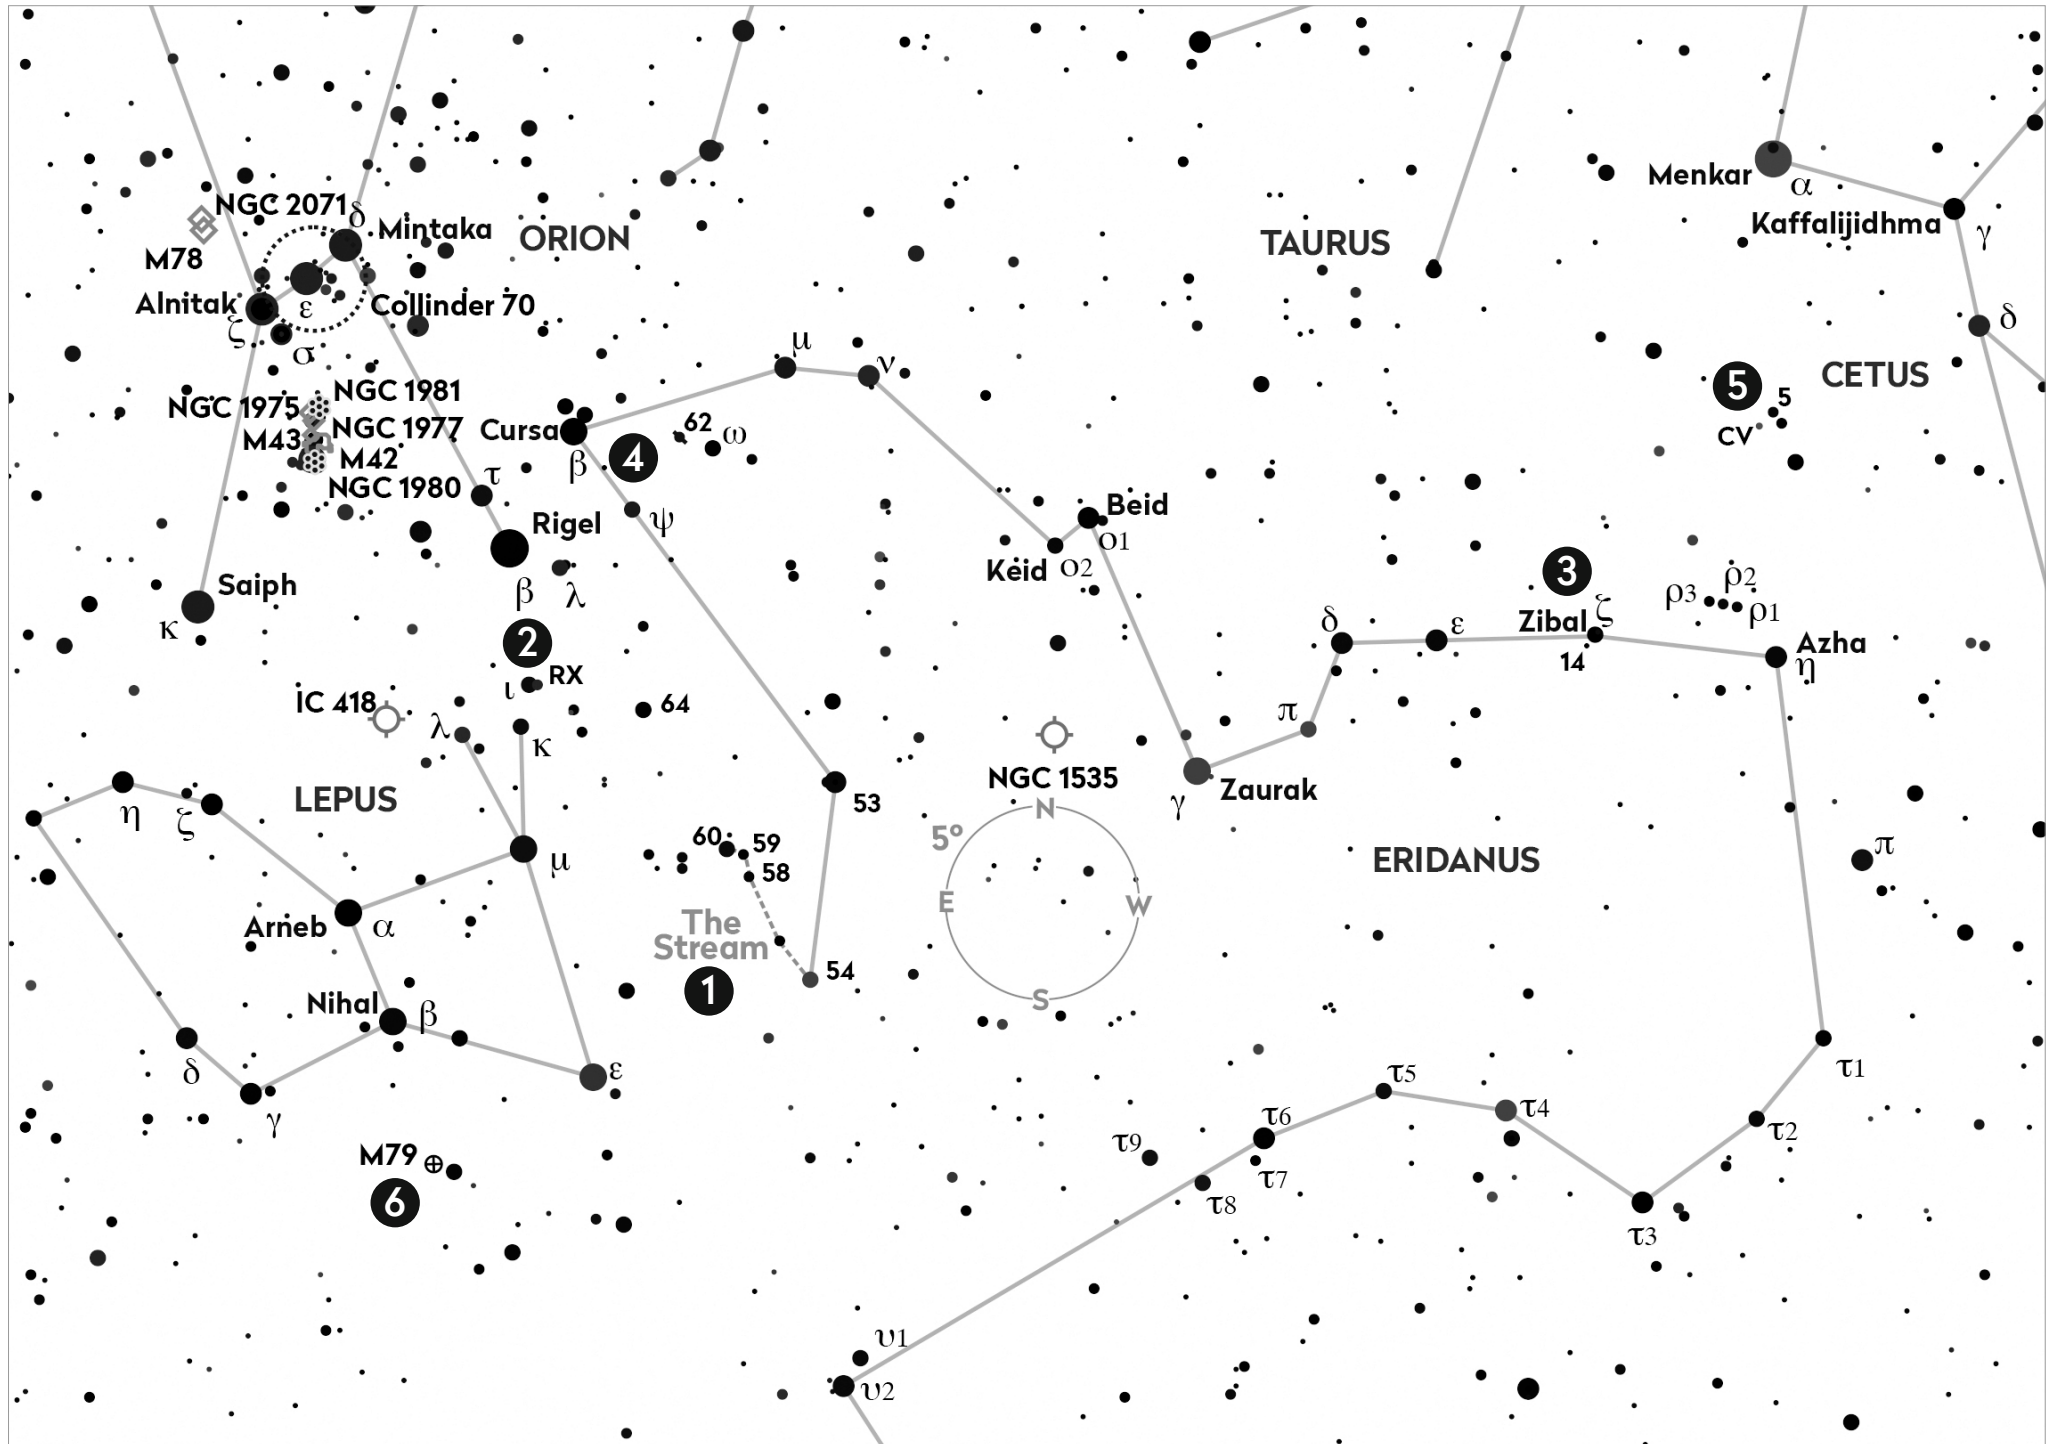 Menkar
α
NGC 2071
δ
Kaffalijidhma
γ
Mintaka
ORION
TAURUS
M78
Alnitak
ε
Collinder 70
ζ
σ
δ
μ
ν
CETUS
5
5
NGC 1981
NGC 1975
NGC 1977
CV
M43
Cursa
62
ω
M42
β
4
NGC 1980
τ
Rigel
ψ
Beid
ο1
Keid
ο2
3
Saiph
β
λ
ρ3
ρ2
ρ1
κ
2
Zibal
ζ
δ
ε
14
Azha
η
RX
ι
IC 418
64
π
λ
κ
NGC 1535
Zaurak
γ
LEPUS
η
ζ
53
N
5°
60
59
58
μ
ERIDANUS
π
E
W
The
Stream
1
Arneb
α
54
S
Nihal
β
δ
ε
τ1
τ5
τ4
γ
τ6
τ2
τ9
τ7
M79
6
τ8
τ3
υ1
υ2